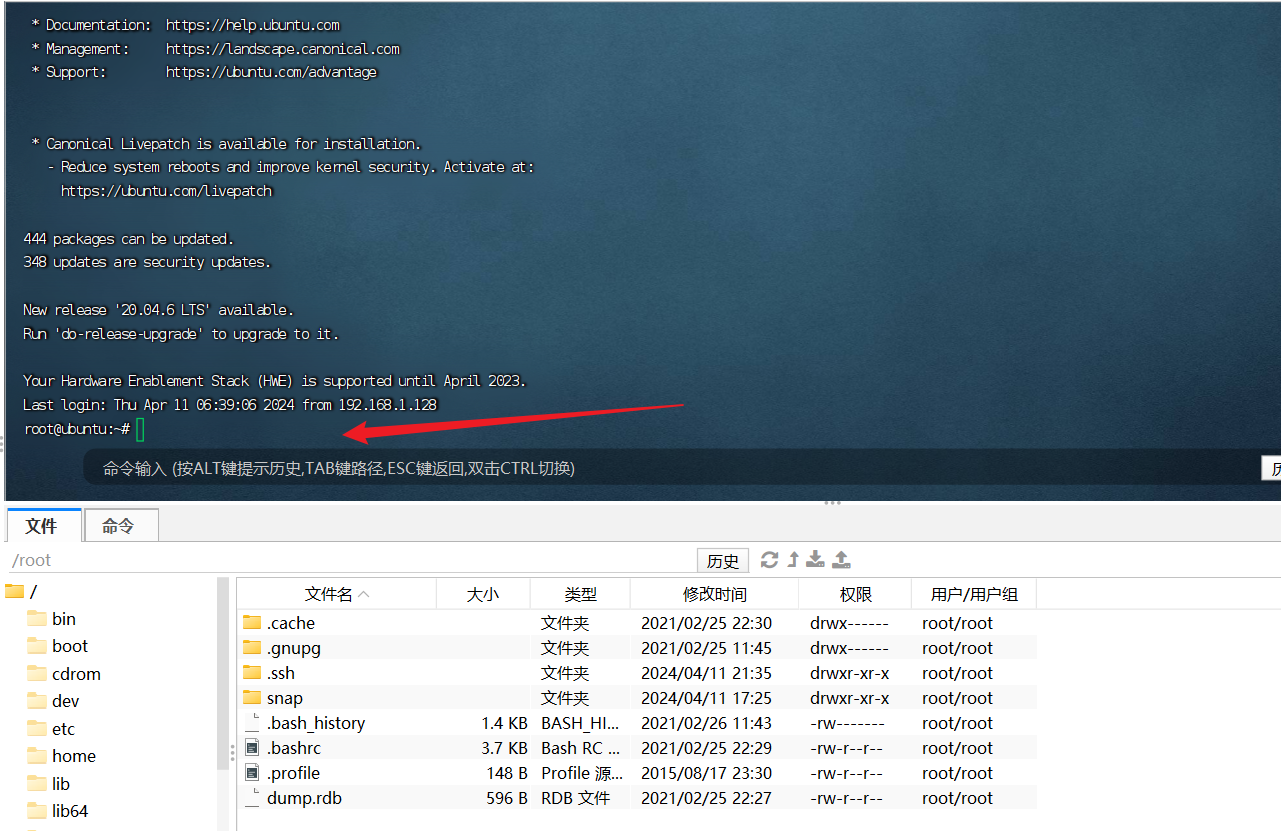 * Documentation:  https://help.ubuntu.com
* Management:     https://landscape.canonical.com
* Support:        https://ubuntu.com/advantage
* Canonical Livepatch is available for installation.
- Reduce system reboots and improve kernel security. Activate at:
https://ubuntu.com/livepatch
444 packages can be updated.
348 updates are security updates.
New release '20.04.6 LTS' available.
Run 'do-release-upgrade' to upgrade to it.
Your Hardware Enablement Stack (HWE) is supported until April 2023.
Last login: Thu Apr 11 06:39:06 2024 from 192.168.1.128
root@ubuntu:~#
命令输入 (按ALT键提示历史,TAB键路径,ESC键返回,双击CTRL切换)
文件 命令
/root 历史
/
bin
boot
cdrom
dev
etc
home
lib
lib64
文件名 大小 类型 修改时间 权限 用户/用户组
.cache 文件夹 2021/02/25 22:30 drwx------ root/root
.gnupg 文件夹 2021/02/25 11:45 drwx------ root/root
.ssh 文件夹 2024/04/11 21:35 drwxr-xr-x root/root
snap 文件夹 2024/04/11 17:25 drwxr-xr-x root/root
.bash_history 1.4 KB BASH_HI... 2021/02/26 11:43 -rw------- root/root
.bashrc 3.7 KB Bash RC ... 2021/02/25 22:29 -rw-r--r-- root/root
.profile 148 B Profile 源... 2015/08/17 23:30 -rw-r--r-- root/root
dump.rdb 596 B RDB 文件 2021/02/25 22:27 -rw-r--r-- root/root